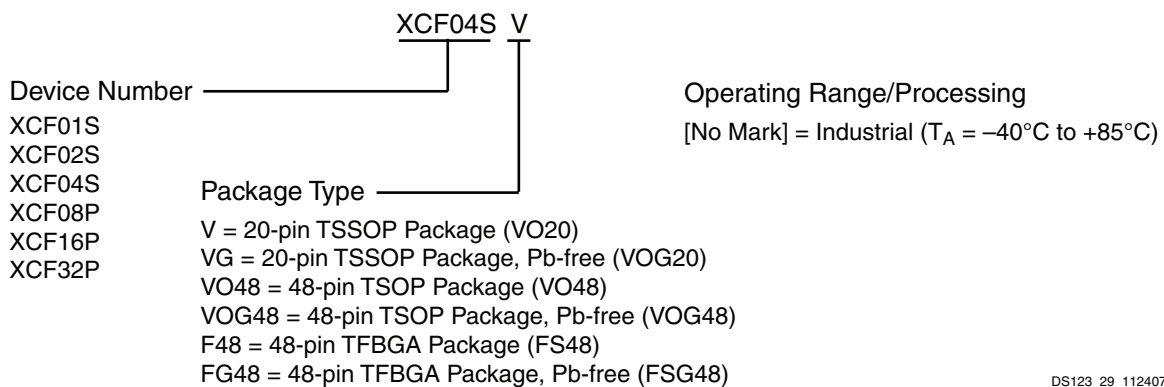 XCF04S V
Device Number
XCF01S
XCF02S
XCF04S
XCF08P
XCF16P
XCF32P
Package Type
V = 20-pin TSSOP Package (VO20)
VG = 20-pin TSSOP Package, Pb-free (VOG20)
VO48 = 48-pin TSOP Package (VO48)
VOG48 = 48-pin TSOP Package, Pb-free (VOG48)
F48 = 48-pin TFBGA Package (FS48)
FG48 = 48-pin TFBGA Package, Pb-free (FSG48)
Operating Range/Processing
[No Mark] = Industrial (TA = –40°C to +85°C)
DS123_29_112407